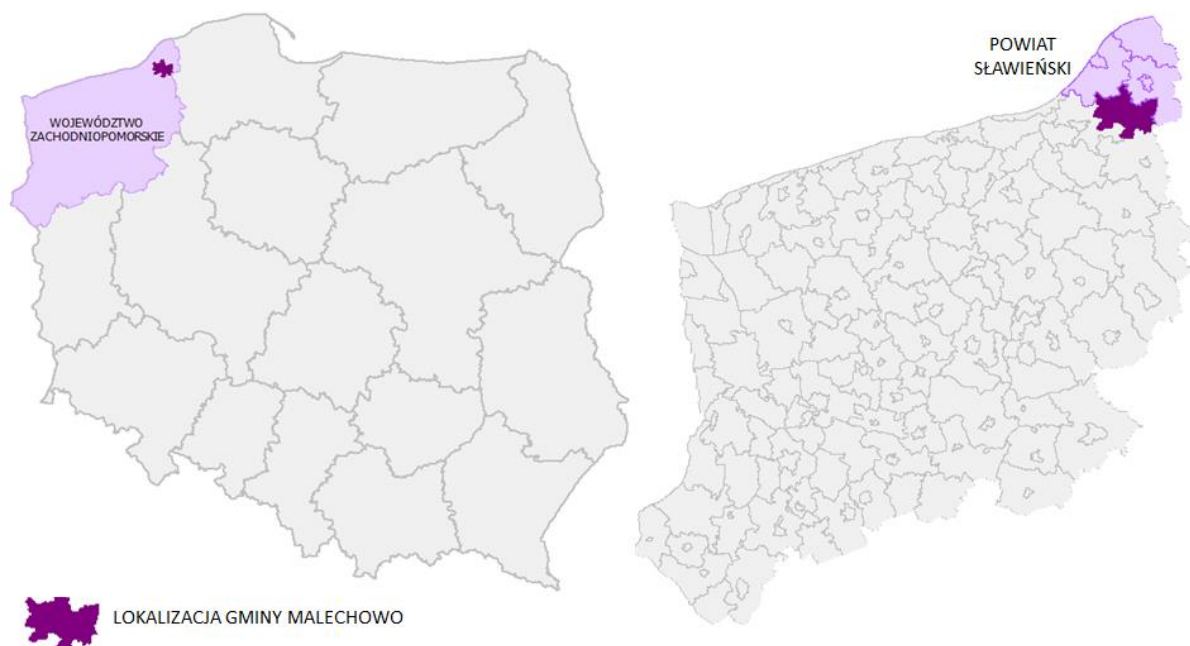 WOJEWÓDZTWO
ZACHODNIOPOMORSKIE
POWIAT
SŁAWIEŃSKI
LOKALIZACJA GMINY MALECHOWO